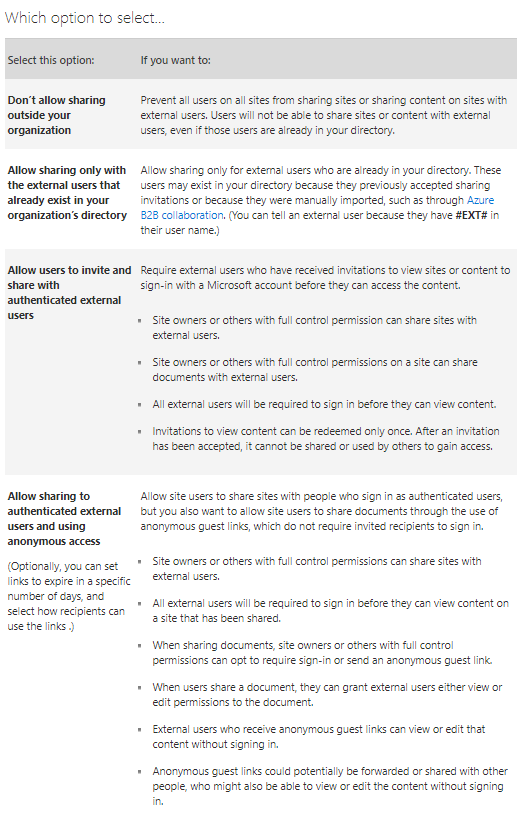 Which option to select...
Select this option:
If you want to:
Don't allow sharing
outside your
organization
Prevent all users on all sites from sharing sites or sharing content on sites with
external users. Users will not be able to share sites or content with external
users, even if those users are already in your directory.
Allow sharing only with
the external users that
already exist in your
organization's directory
Allow sharing only for external users who are already in your directory. These
users may exist in your directory because they previously accepted sharing
invitations or because they were manually imported, such as through Azure
B2B collaboration. (You can tell an external user because they have #EXT# in
their user name.)
Allow users to invite and
share with
authenticated external
users
Require external users who have received invitations to view sites or content to
sign-in with a Microsoft account before they can access the content.
▪ Site owners or others with full control permission can share sites with
external users.
▪ Site owners or others with full control permissions on a site can share
documents with external users.
▪ All external users will be required to sign in before they can view content.
▪ Invitations to view content can be redeemed only once. After an invitation
has been accepted, it cannot be shared or used by others to gain access.
Allow sharing to
authenticated external
users and using
anonymous access
(Optionally, you can set
links to expire in a specific
number of days, and
select how recipients can
use the links .)
Allow site users to share sites with people who sign in as authenticated users,
but you also want to allow site users to share documents through the use of
anonymous guest links, which do not require invited recipients to sign in.
▪ Site owners or others with full control permissions can share sites with
external users.
▪ All external users will be required to sign in before they can view content on
a site that has been shared.
▪ When sharing documents, site owners or others with full control
permissions can opt to require sign-in or send an anonymous guest link.
▪ When users share a document, they can grant external users either view or
edit permissions to the document.
▪ External users who receive anonymous guest links can view or edit that
content without signing in.
▪ Anonymous guest links could potentially be forwarded or shared with other
people, who might also be able to view or edit the content without signing
in.